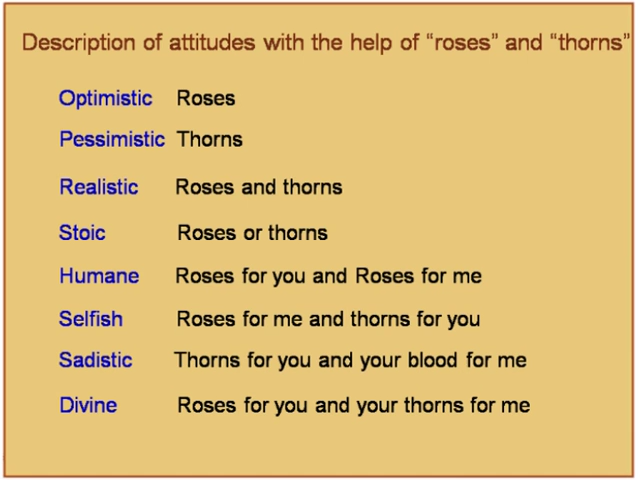 Description of attitudes with the help of “roses” and “thorns”
Optimistic Roses
Pessimistic Thorns
Realistic Roses and thorns
Stoic Roses or thorns
Humane Roses for you and Roses for me
Selfish Roses for me and thorns for you
Sadistic Thorns for you and your blood for me
Divine Roses for you and your thorns for me